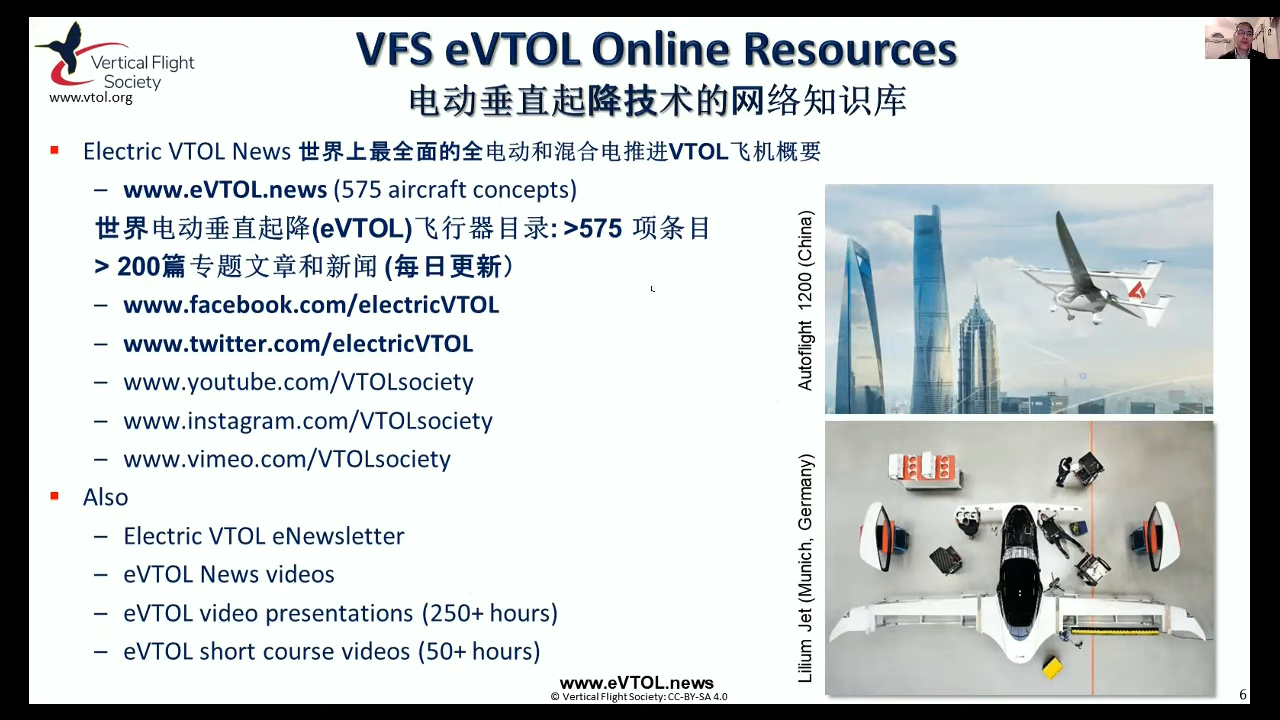 Vertical Flight
Society
www.vtol.org
VFS eVTOL Online Resources
电动垂直起降技术的网络知识库
▪ Electric VTOL News 世界上最全面的全电动和混合电推进VTOL飞机概要
– www.eVTOL.news (575 aircraft concepts)
世界电动垂直起降(eVTOL)飞行器目录: >575 项条目
> 200篇专题文章和新闻 (每日更新）
– www.facebook.com/electricVTOL
– www.twitter.com/electricVTOL
– www.youtube.com/VTOLsociety
– www.instagram.com/VTOLsociety
– www.vimeo.com/VTOLsociety
▪ Also
– Electric VTOL eNewsletter
– eVTOL News videos
– eVTOL video presentations (250+ hours)
– eVTOL short course videos (50+ hours)
Autoflight 1200 (China)
Lilium Jet (Munich, Germany)
www.eVTOL.news
© Vertical Flight Society: CC-BY-SA 4.0
6